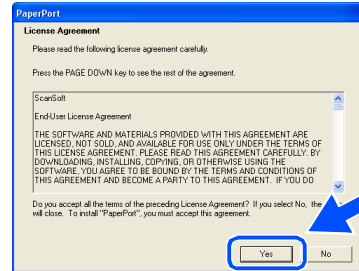 PaperPort
License Agreement
Please read the following license agreement carefully.
Press the PAGE DOWN key to see the rest of the agreement.
ScanSoft
End-User License Agreement
THE SOFTWARE AND MATERIALS PROVIDED WITH THIS AGREEMENT ARE
LICENSED, NOT SOLD, AND AVAILABLE FOR USE ONLY UNDER THE TERMS OF
THIS LICENSE AGREEMENT. PLEASE READ THIS AGREEMENT CAREFULLY. BY
DOWNLOADING, INSTALLING, COPYING, OR OTHERWISE USING THE
SOFTWARE, YOU AGREE TO BE BOUND BY THE TERMS AND CONDITIONS OF
THIS AGREEMENT AND BECOME A PARTY TO THIS AGREEMENT. IF YOU DO
Do you accept all the terms of the preceding License Agreement? If you select No, the
will close. To install "PaperPort", you must accept this agreement.
Yes No